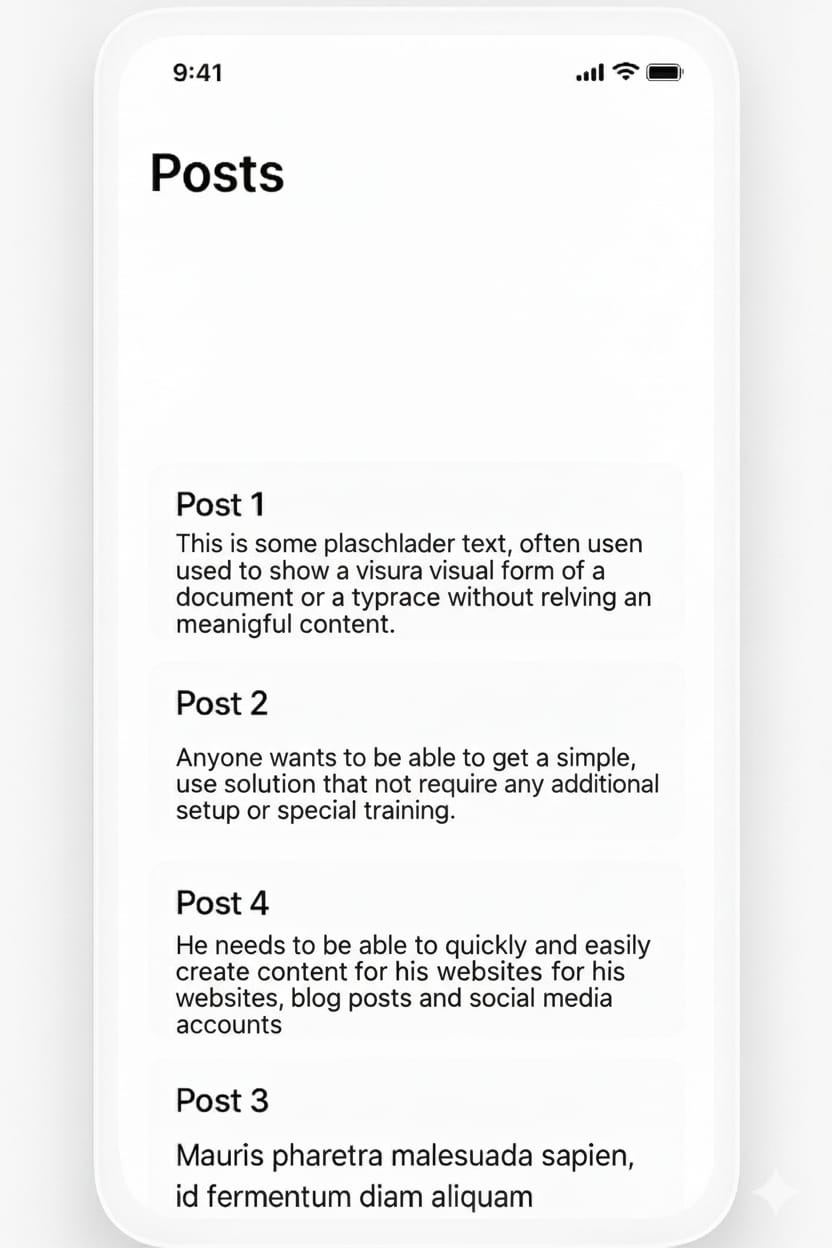 9:41
Posts
Post 1
This is some plaschlader text, often usen
used to show a visura visual form of a
document or a typrace without relving an
meanigful content.
Post 2
Anyone wants to be able to get a simple,
use solution that not require any additional
setup or special training.
Post 4
He needs to be able to quickly and easily
create content for his websites for his
websites, blog posts and social media
accounts
Post 3
Mauris pharetra malesuada sapien,
id fermentum diam aliquam